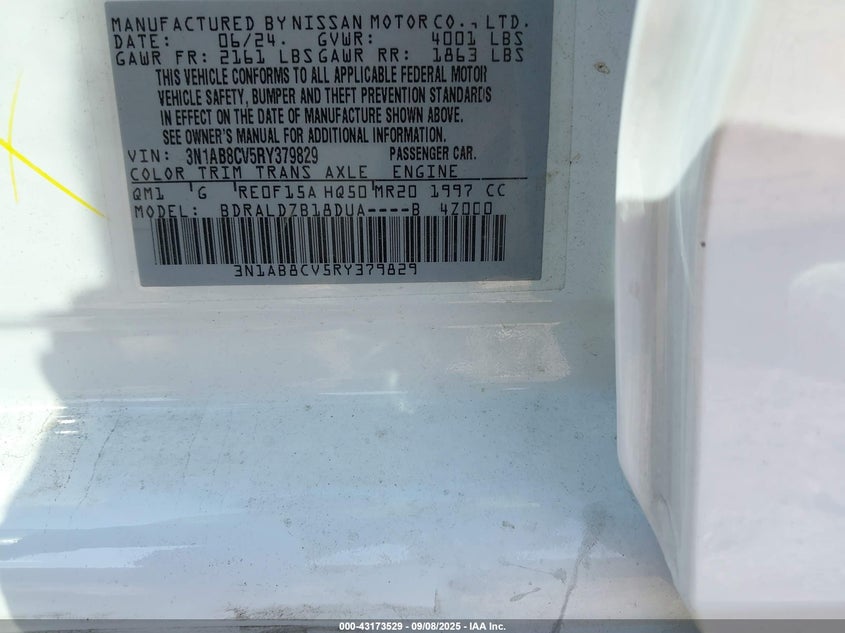 MANUFACTURED BY NISSAN MOTOR CO., LTD.
DATE: 06/24. GVWR: 4001 LBS
GAWR FR: 2161 LBS GAWR RR: 1863 LBS
THIS VEHICLE CONFORMS TO ALL APPLICABLE FEDERAL MOTOR
VEHICLE SAFETY, BUMPER AND THEFT PREVENTION STANDARDS
IN EFFECT ON THE DATE OF MANUFACTURE SHOWN ABOVE.
SEE OWNER'S MANUAL FOR ADDITIONAL INFORMATION.
VIN: 3N1AB8CV5RY379829 PASSENGER CAR.
COLOR TRIM TRANS AXLE ENGINE
QM1 G RE0F15A HQ50 MR20 1997 CC
MODEL: BDRALDZB18DUA----B 4Z000
3N1AB8CV5RY379829
000-43173529 - 09/08/2025 - IAA Inc.